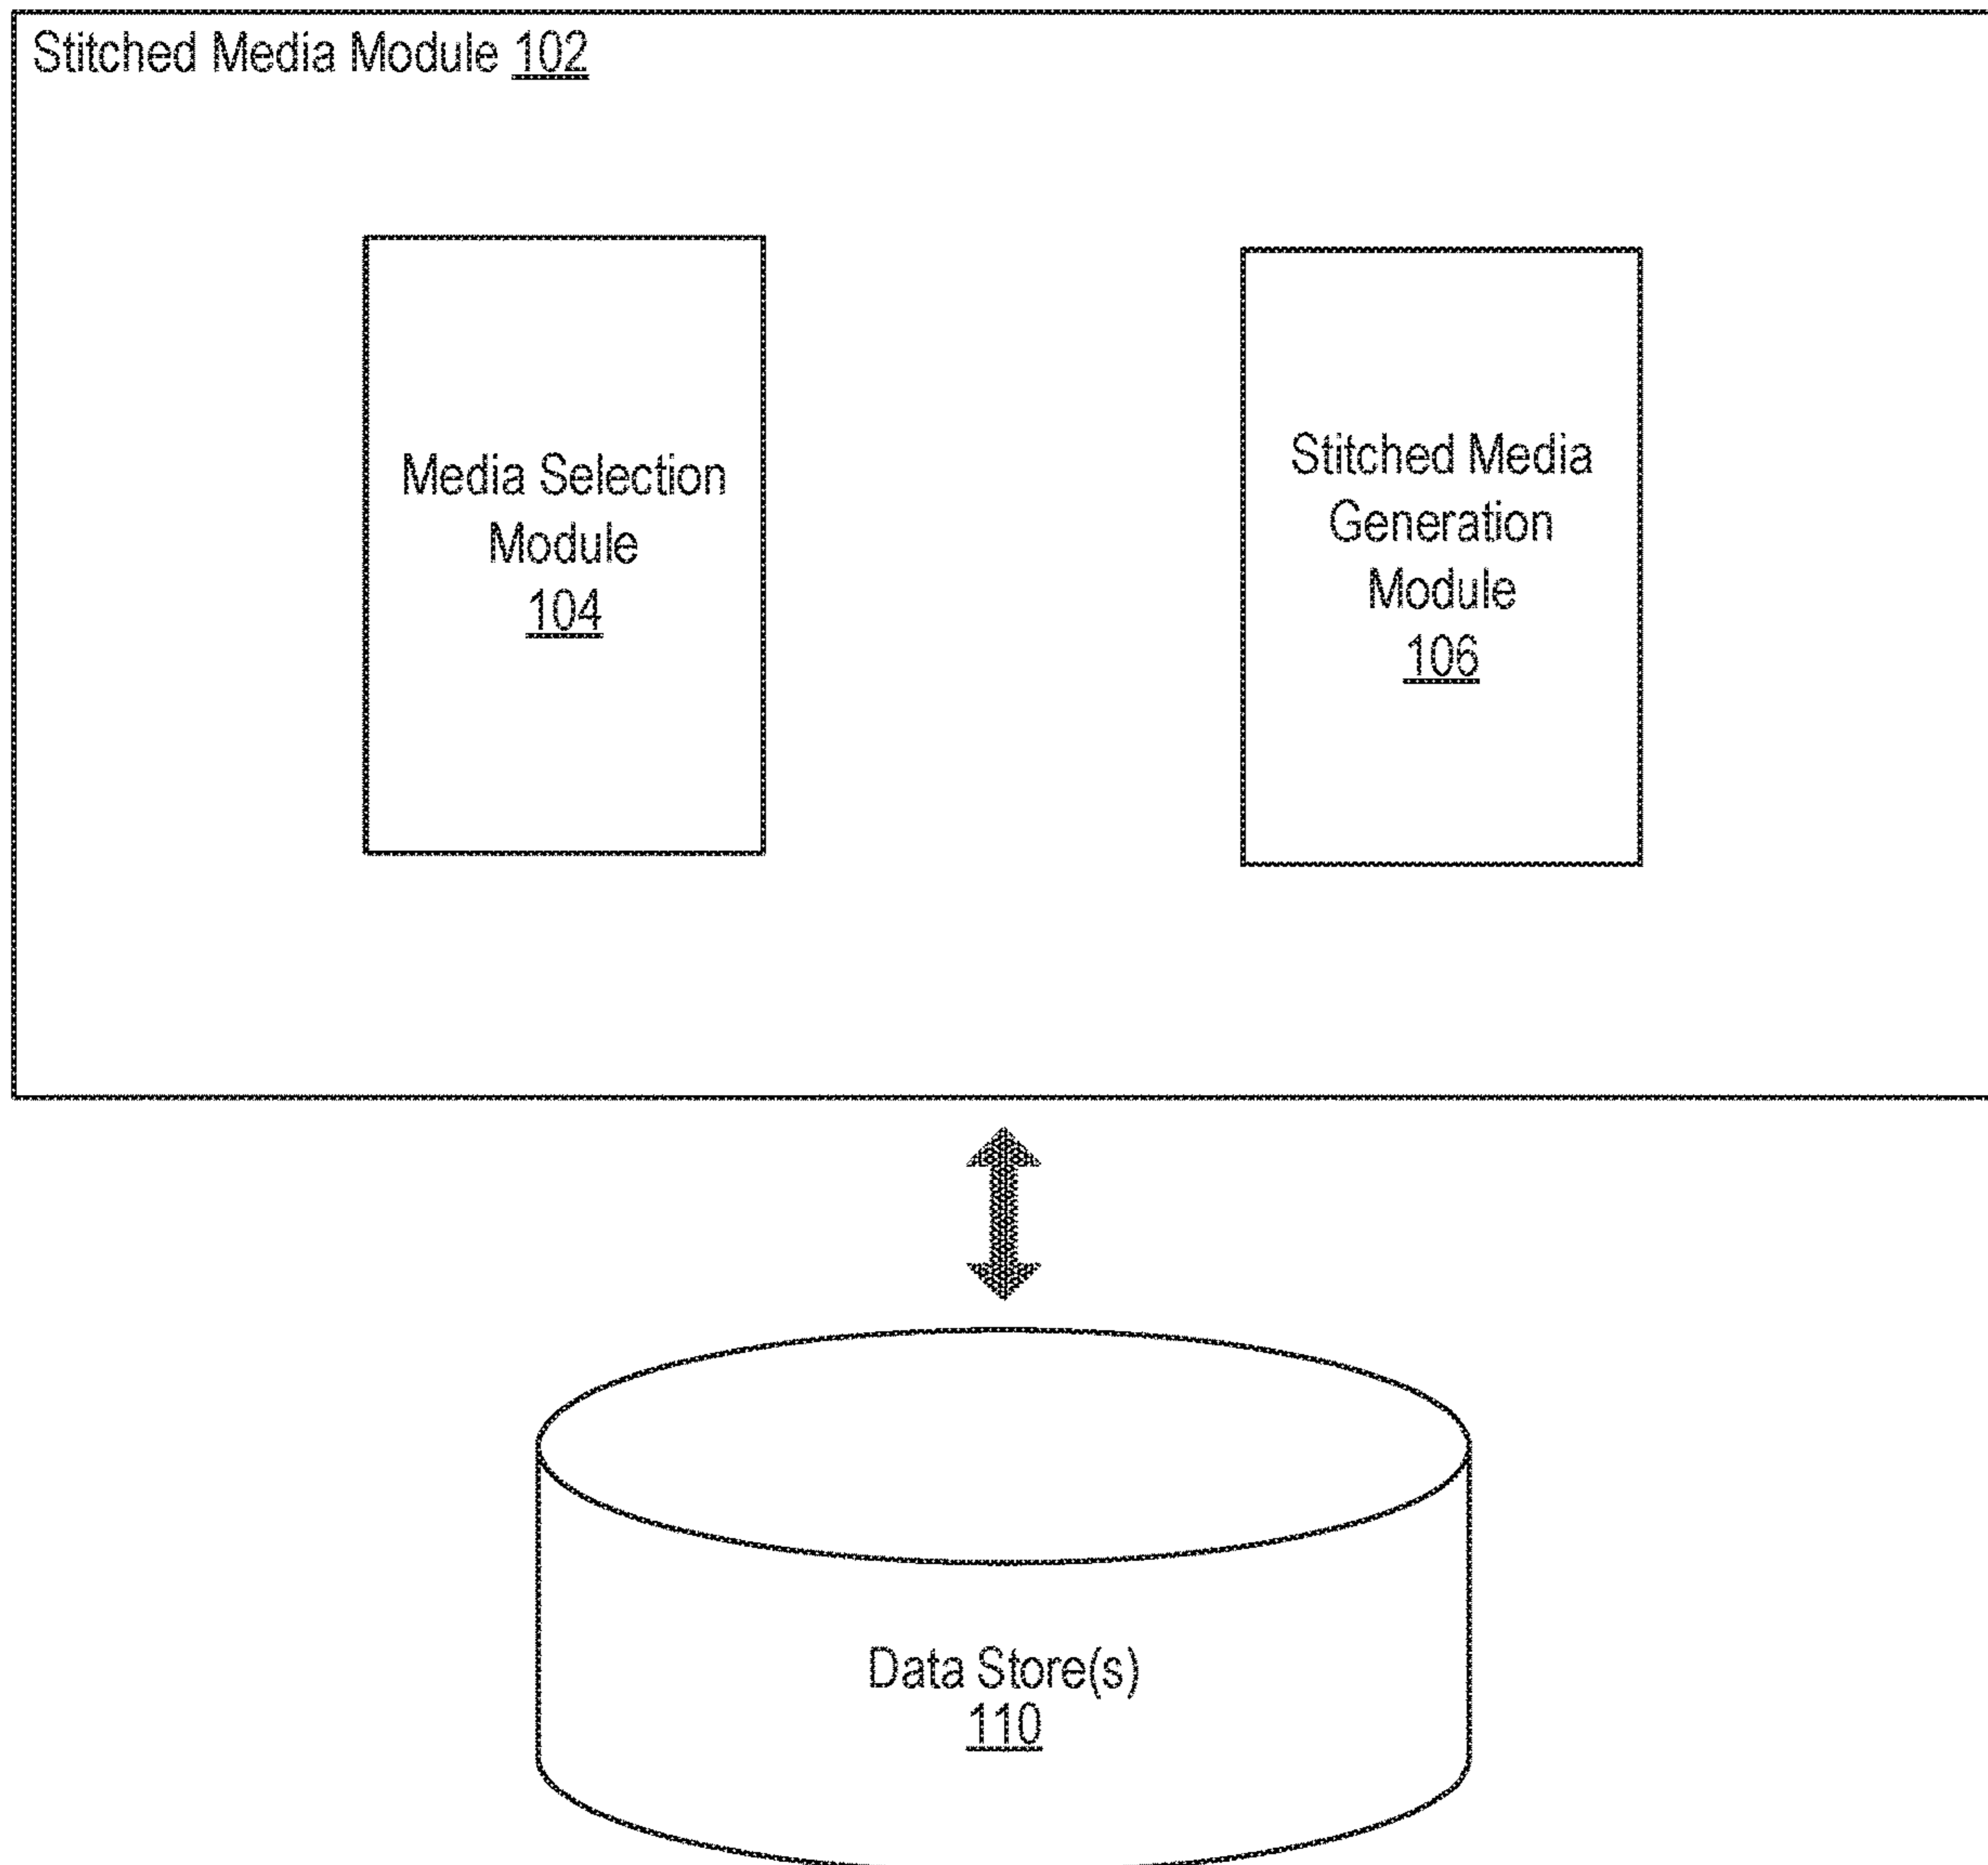 Stitched Media Module 102
Media Selection
Module
104
Stitched Media
Generation
Module
106
Data Store(s)
110